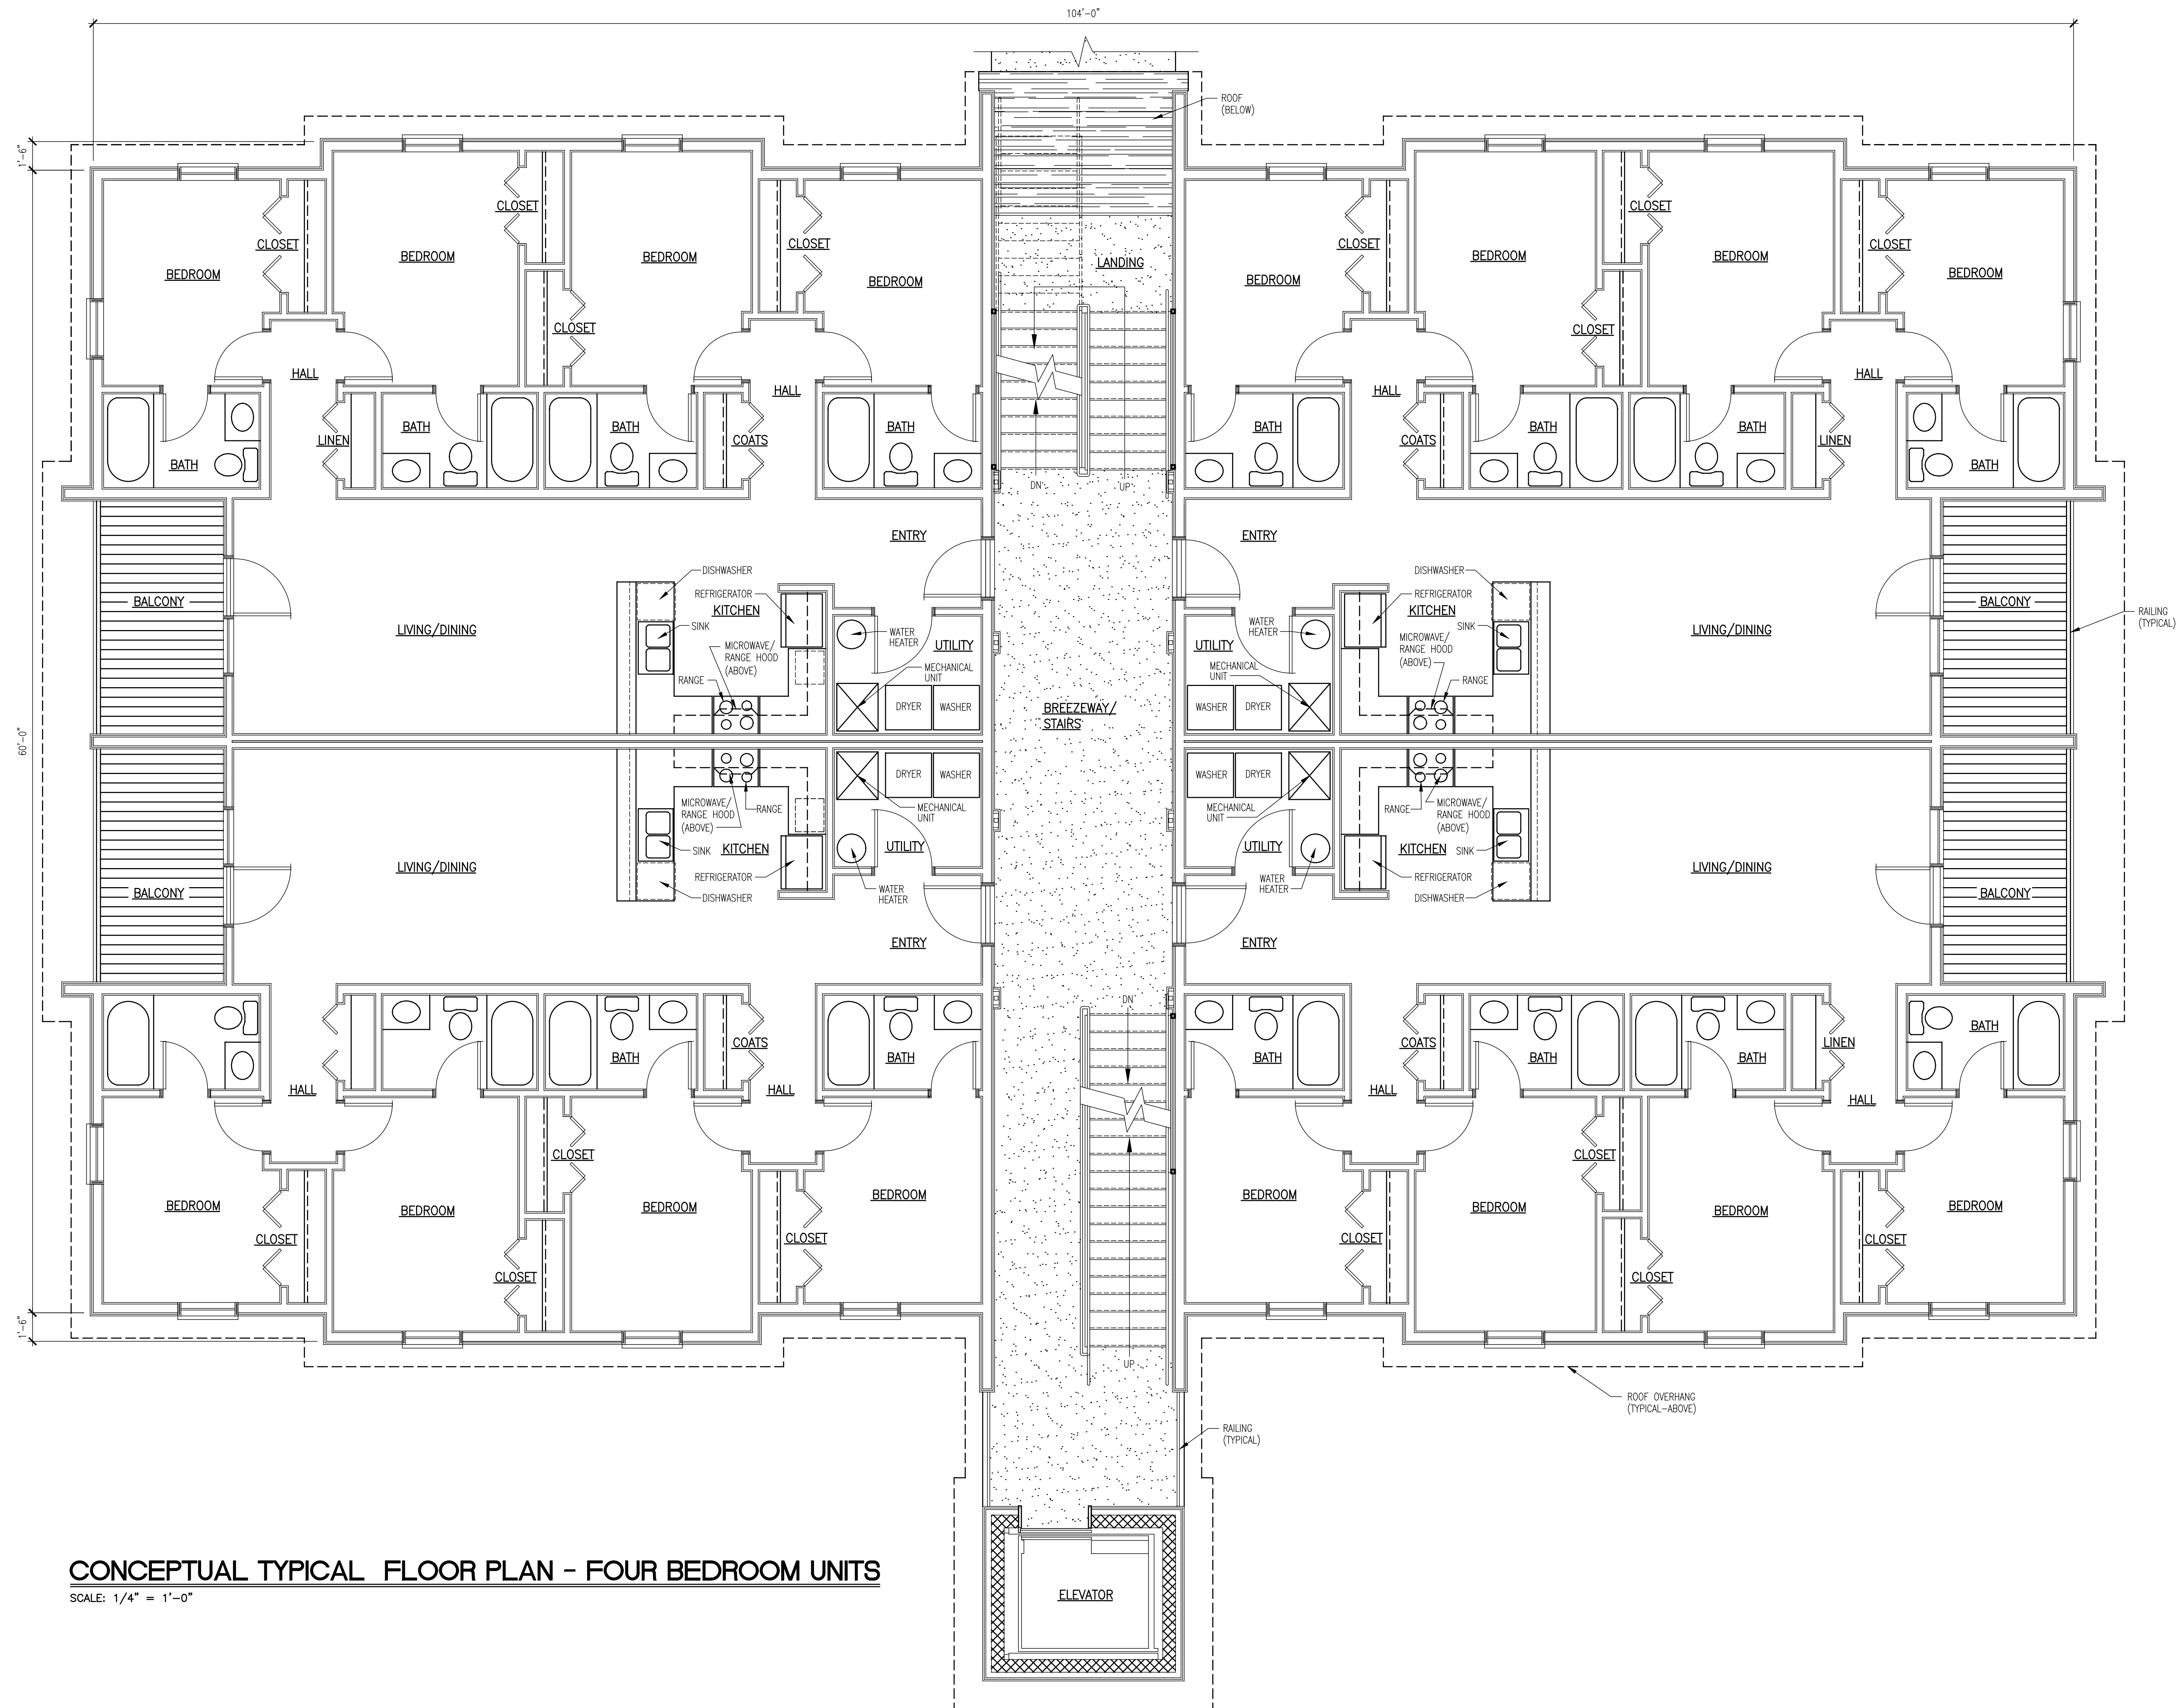 104'-0"
ROOF
(BELOW)
1'-6"
CLOSET
CLOSET
CLOSET
CLOSET
CLOSET
CLOSET
BEDROOM
BEDROOM
BEDROOM
BEDROOM
LANDING
BEDROOM
BEDROOM
BEDROOM
BEDROOM
CLOSET
CLOSET
HALL
HALL
HALL
HALL
LINEN
BATH
BATH
COATS
BATH
BATH
COATS
BATH
BATH
LINEN
BATH
BATH
DN
UP
ENTRY
ENTRY
DISHWASHER
REFRIGERATOR
KITCHEN
SINK
MICROWAVE/
RANGE HOOD
(ABOVE)
RANGE
WATER
HEATER
UTILITY
MECHANICAL
UNIT
DRYER
WASHER
BALCONY
LIVING/DINING
WATER
HEATER
UTILITY
MECHANICAL
UNIT
WASHER
DRYER
DISHWASHER
REFRIGERATOR
KITCHEN
SINK
MICROWAVE/
RANGE HOOD
(ABOVE)
RANGE
LIVING/DINING
BALCONY
RAILING
(TYPICAL)
BREEZEWAY/
STAIRS
60'-0"
DRYER
WASHER
MICROWAVE/
RANGE HOOD
(ABOVE)
RANGE
MECHANICAL
UNIT
SINK
KITCHEN
UTILITY
REFRIGERATOR
DISHWASHER
WATER
HEATER
LIVING/DINING
BALCONY
ENTRY
WASHER
DRYER
MECHANICAL
UNIT
RANGE
MICROWAVE/
RANGE HOOD
(ABOVE)
UTILITY
KITCHEN
SINK
WATER
HEATER
REFRIGERATOR
DISHWASHER
LIVING/DINING
BALCONY
ENTRY
DN
COATS
BATH
BATH
BATH
COATS
BATH
BATH
LINEN
BATH
HALL
HALL
HALL
HALL
CLOSET
CLOSET
BEDROOM
BEDROOM
BEDROOM
BEDROOM
BEDROOM
BEDROOM
BEDROOM
BEDROOM
CLOSET
CLOSET
CLOSET
CLOSET
CLOSET
CLOSET
1'-6"
UP
ROOF OVERHANG
(TYPICAL-ABOVE)
RAILING
(TYPICAL)
ELEVATOR
CONCEPTUAL TYPICAL FLOOR PLAN - FOUR BEDROOM UNITS
SCALE: 1/4" = 1'-0"